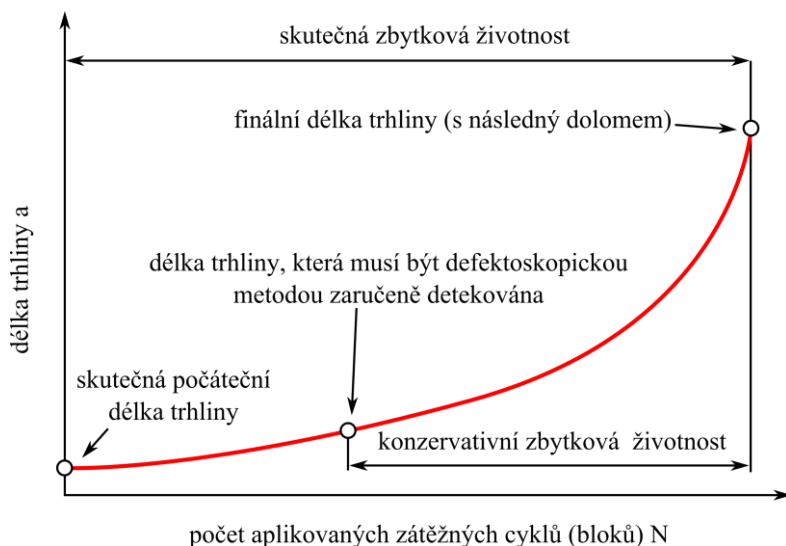 skutečná zbytková životnost
finální délka trhliny (s následný dolomem)
délka trhliny, která musí být defektoskopickou
metodou zaručeně detekována
délka trhliny a
skutečná počáteční
délka trhliny
konzervativní zbytková životnost
počet aplikovaných zátěžných cyklů (bloků) N